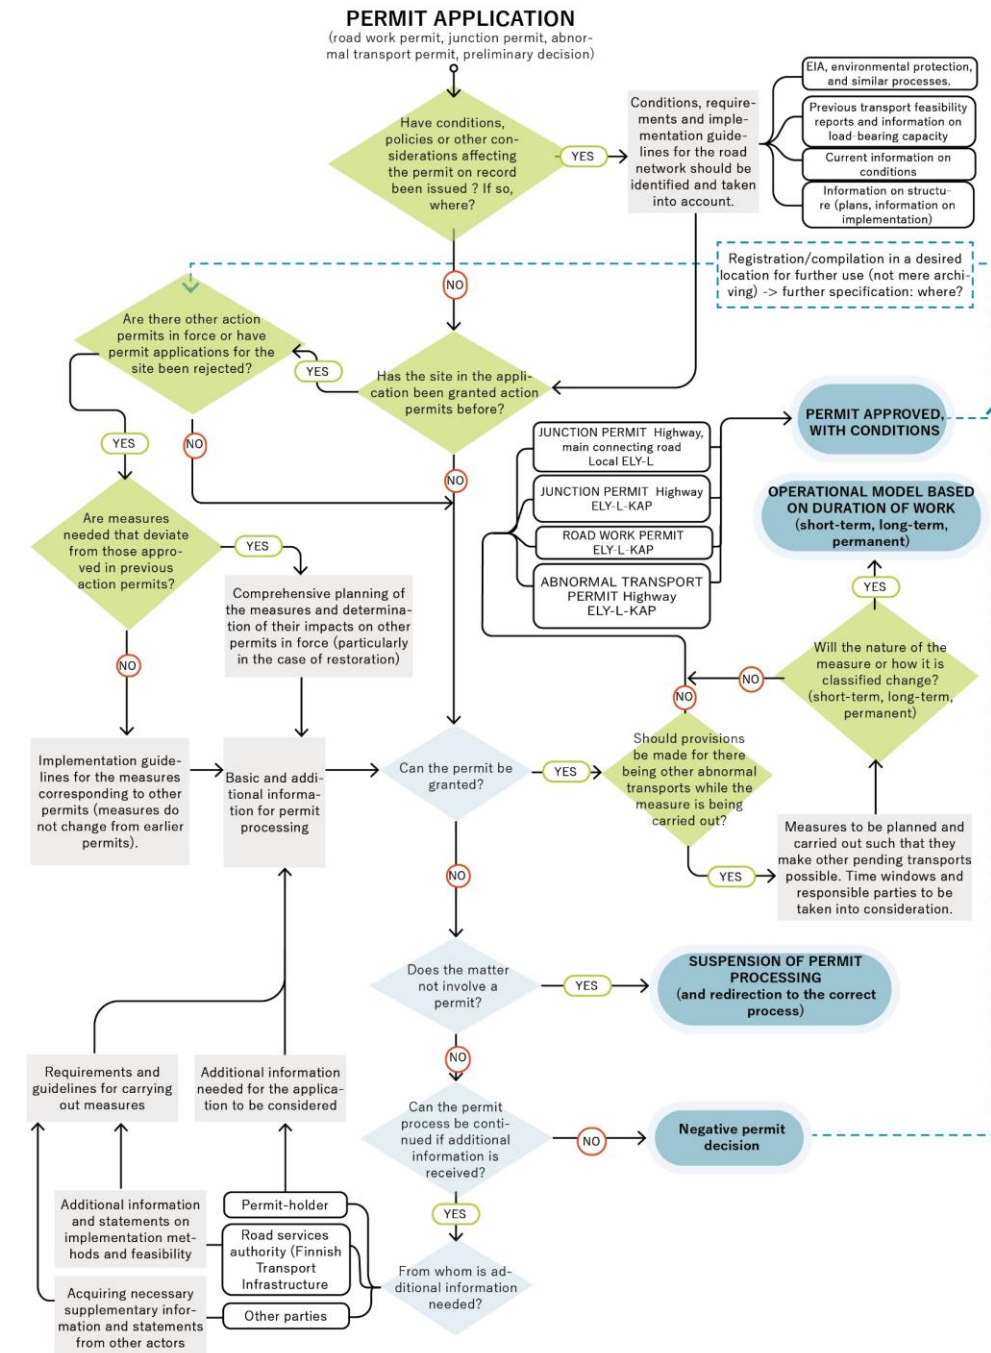 PERMIT APPLICATION
(road work permit, junction permit, abnor-
mal transport permit, preliminary decision)
Have conditions,
policies or other con-
siderations affecting
the permit on record
been issued ? If so,
where?
YES
Conditions, require-
ments and imple-
mentation guide-
lines for the road
network should be
identified and taken
into account.
EIA, environmental protection,
and similar processes.
Previous transport feasibility
reports and information on
load-bearing capacity
Current information on
conditions
Information on structu-
re (plans, information on
implementation)
NO
Registration/compilation in a desired
location for further use (not mere archi-
ving) -> further specification: where?
Are there other action
permits in force or have
permit applications for the
site been rejected?
YES
Has the site in the appli-
cation been granted action
permits before?
YES
NO
NO
JUNCTION PERMIT Highway,
main connecting road
Local ELY-L
JUNCTION PERMIT Highway
ELY-L-KAP
ROAD WORK PERMIT
ELY-L-KAP
ABNORMAL TRANSPORT
PERMIT Highway
ELY-L-KAP
PERMIT APPROVED,
WITH CONDITIONS
OPERATIONAL MODEL BASED
ON DURATION OF WORK
(short-term, long-term,
permanent)
YES
Are measures
needed that deviate
from those appro-
ved in previous
action permits?
YES
Comprehensive planning of
the measures and determina-
tion of their impacts on other
permits in force (particularly
in the case of restoration)
NO
Will the nature of the
measure or how it is
classified change?
(short-term, long-term,
permanent)
NO
NO
Implementation guide-
lines for the measures
corresponding to other
permits (measures do
not change from earlier
permits).
Basic and addi-
tional informa-
tion for permit
processing
Can the permit be
granted?
YES
Should provisions
be made for there
being other abnormal
transports while the
measure is being
carried out?
YES
Measures to be planned and
carried out such that they
make other pending transports
possible. Time windows and
responsible parties to be
taken into consideration.
NO
Does the matter
not involve a
permit?
YES
SUSPENSION OF PERMIT
PROCESSING
(and redirection to the correct
process)
NO
Requirements and
guidelines for carrying
out measures
Additional information
needed for the applica-
tion to be considered
Can the permit
process be conti-
nued if additional
information is
received?
NO
Negative permit
decision
YES
Additional information
and statements on
implementation met-
hods and feasibility
Permit-holder
Road services
authority (Finnish
Transport
Infrastructure
From whom is ad-
ditional information
needed?
Acquiring necessary
supplementary infor-
mation and statements
from other actors
Other parties